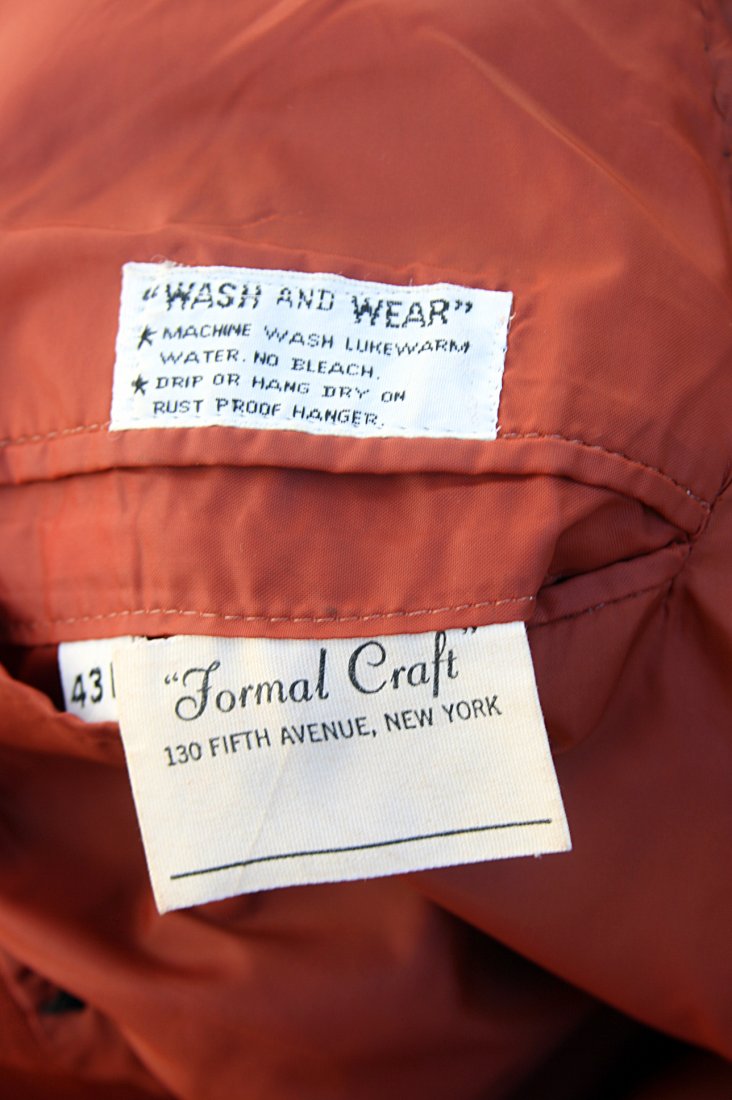 “WASH AND WEAR”
★ MACHINE WASH LUKEWARM
WATER. NO BLEACH.
★ DRIP OR HANG DRY ON
RUST PROOF HANGER.
43
“Formal Craft”
130 FIFTH AVENUE, NEW YORK